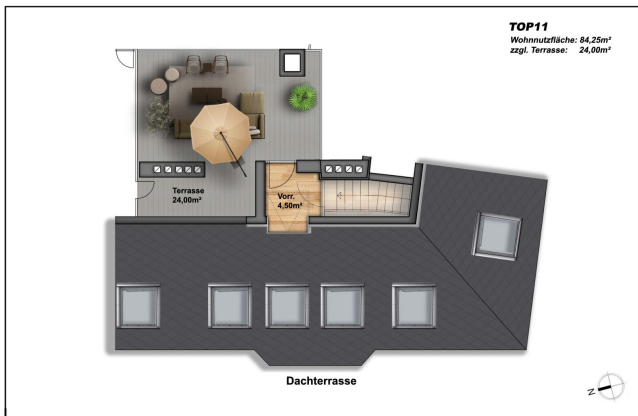 TOP11
Wohnnutzfläche: 84,25m²
zzgl. Terrasse: 24,00m²
Terrasse
24,00m²
Vorr.
4,50m²
Dachterrasse
N